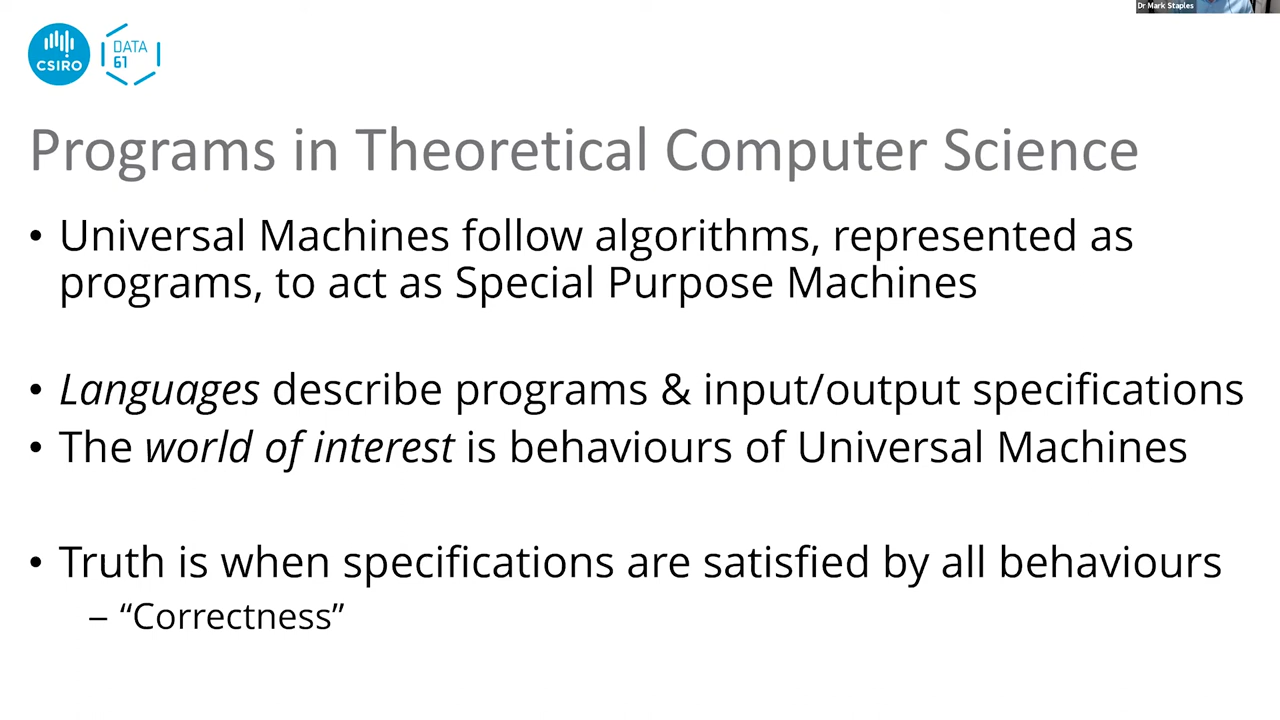 Dr Mark Staples
CSIRO
DATA
61
Programs in Theoretical Computer Science
• Universal Machines follow algorithms, represented as
programs, to act as Special Purpose Machines
• Languages describe programs & input/output specifications
• The world of interest is behaviours of Universal Machines
• Truth is when specifications are satisfied by all behaviours
– “Correctness”